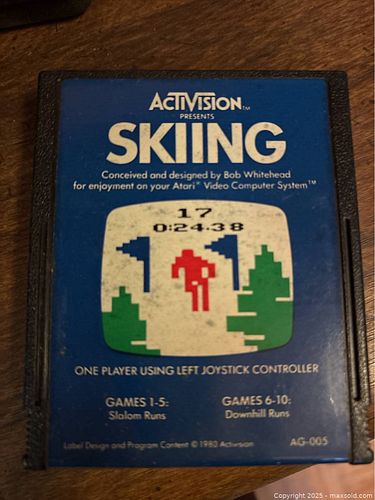 ACTIVISION™
PRESENTS
SKIING
Conceived and designed by Bob Whitehead
for enjoyment on your Atari® Video Computer System™
17
0:24.38
ONE PLAYER USING LEFT JOYSTICK CONTROLLER
GAMES 1-5: GAMES 6-10:
Slalom Runs Downhill Runs
Label Design and Program Content © 1980 Activision AG-005
Copyright 2025 - maxsold.com